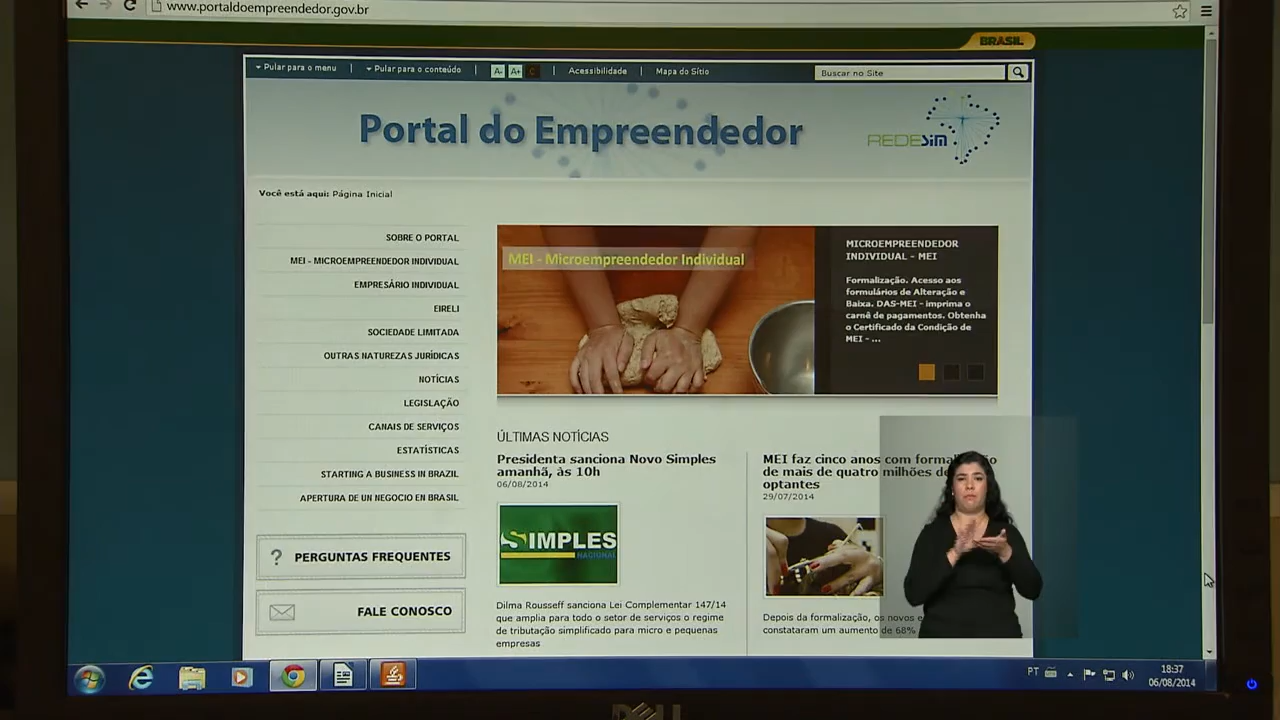 www.portaldoempreendedor.gov.br
BRASIL
Pular para o menu | Pular para o conteúdo | A- A+ C | Acessibilidade | Mapa do Sítio
Buscar no Site
Portal do Empreendedor
REDESIM
Você está aqui: Página Inicial
SOBRE O PORTAL
MEI - MICROEMPREENDEDOR INDIVIDUAL
EMPRESÁRIO INDIVIDUAL
EIRELI
SOCIEDADE LIMITADA
OUTRAS NATUREZAS JURÍDICAS
NOTÍCIAS
LEGISLAÇÃO
CANAIS DE SERVIÇOS
ESTATÍSTICAS
STARTING A BUSINESS IN BRAZIL
APERTURA DE UN NEGOCIO EN BRASIL
? PERGUNTAS FREQUENTES
FALE CONOSCO
MEI - Microempreendedor Individual
MICROEMPREENDEDOR
INDIVIDUAL - MEI
Formalização. Acesso aos
formulários de Alteração e
Baixa. DAS-MEI - imprima o
carnê de pagamentos. Obtenha
o Certificado da Condição de
MEI - ...
ÚLTIMAS NOTÍCIAS
Presidenta sanciona Novo Simples
amanhã, às 10h
06/08/2014
SIMPLES
NACIONAL
Dilma Rousseff sanciona Lei Complementar 147/14
que amplia para todo o setor de serviços o regime
de tributação simplificado para micro e pequenas
empresas
MEI faz cinco anos com formalização
de mais de quatro milhões de
optantes
29/07/2014
Depois da formalização, os novos
constataram um aumento de 68%
PT
18:37
06/08/2014
DELL